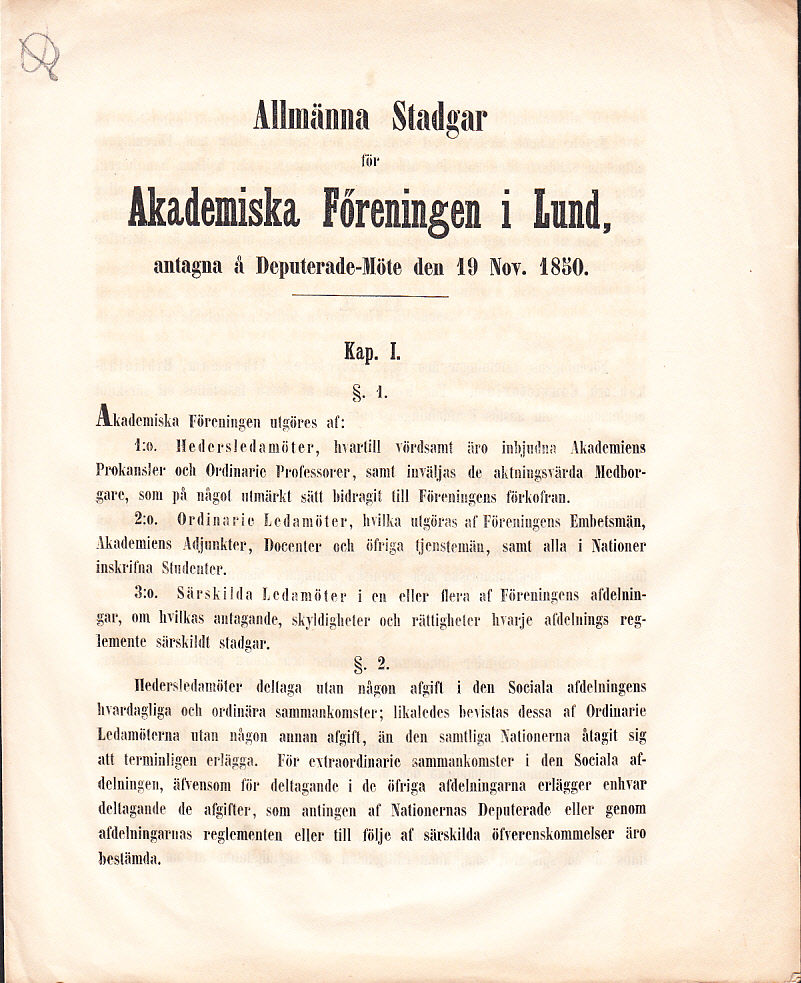 Allmänna Stadgar
för
Akademiska Föreningen i Lund,
antagna å Deputerade-Möte den 19 Nov. 1850.
Kap. I.
§. 1.
Akademiska Föreningen utgöres af:
1:o. Hedersledamöter, hvartill vördsamt äro inbjudna Akademiens
Prokansler och Ordinarie Professorer, samt inväljas de aktningsvärda Medbor-
gare, som på något utmärkt sätt bidragit till Föreningens förkofran.
2:o. Ordinarie Ledamöter, hvilka utgöras af Föreningens Embetsmän,
Akademiens Adjunkter, Docenter och öfriga tjenstemän, samt alla i Nationer
inskrifna Studenter.
3:o. Särskilda Ledamöter i en eller flera af Föreningens afdelnin-
gar, om hvilkas antagande, skyldigheter och rättigheter hvarje afdelnings reg-
lemente särskildt stadgar.
§. 2.
Hedersledamöter deltaga utan någon afgift i den Sociala afdelningens
hvardagliga och ordinära sammankomster; likaledes bevistas dessa af Ordinarie
Ledamöterna utan någon annan afgift, än den samtliga Nationerna åtagit sig
att terminligen erlägga. För extraordinarie sammankomster i den Sociala af-
delningen, äfvensom för deltagande i de öfriga afdelningarna erlägger enhvar
deltagande de afgifter, som antingen af Nationernas Deputerade eller genom
afdelningarnas reglementen eller till följe af särskilda öfverenskommelser äro
bestämda.